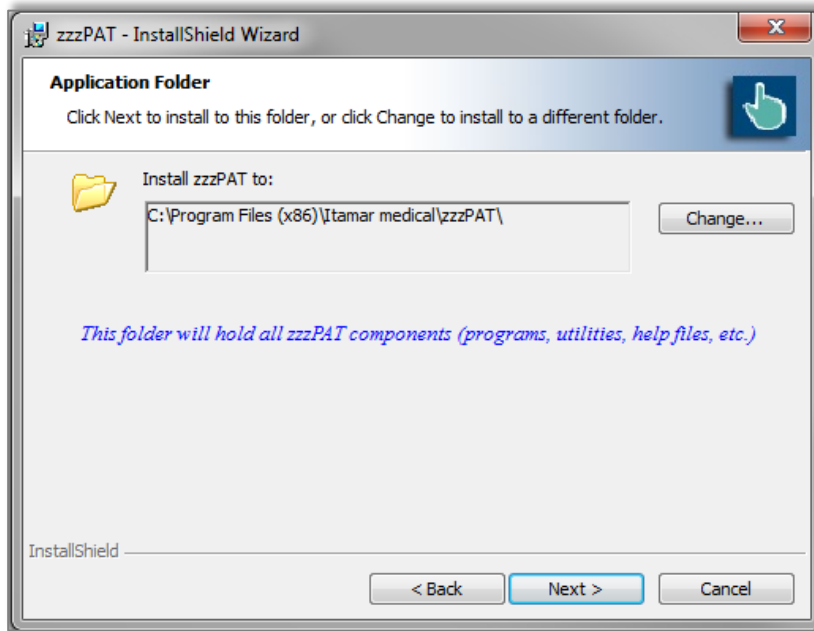 zzzPAT - InstallShield Wizard
Application Folder
Click Next to install to this folder, or click Change to install to a different folder.
Install zzzPAT to:
C:\Program Files (x86)\Itamar medical\zzzPAT\
Change...
This folder will hold all zzzPAT components (programs, utilities, help files, etc.)
InstallShield
< Back
Next >
Cancel